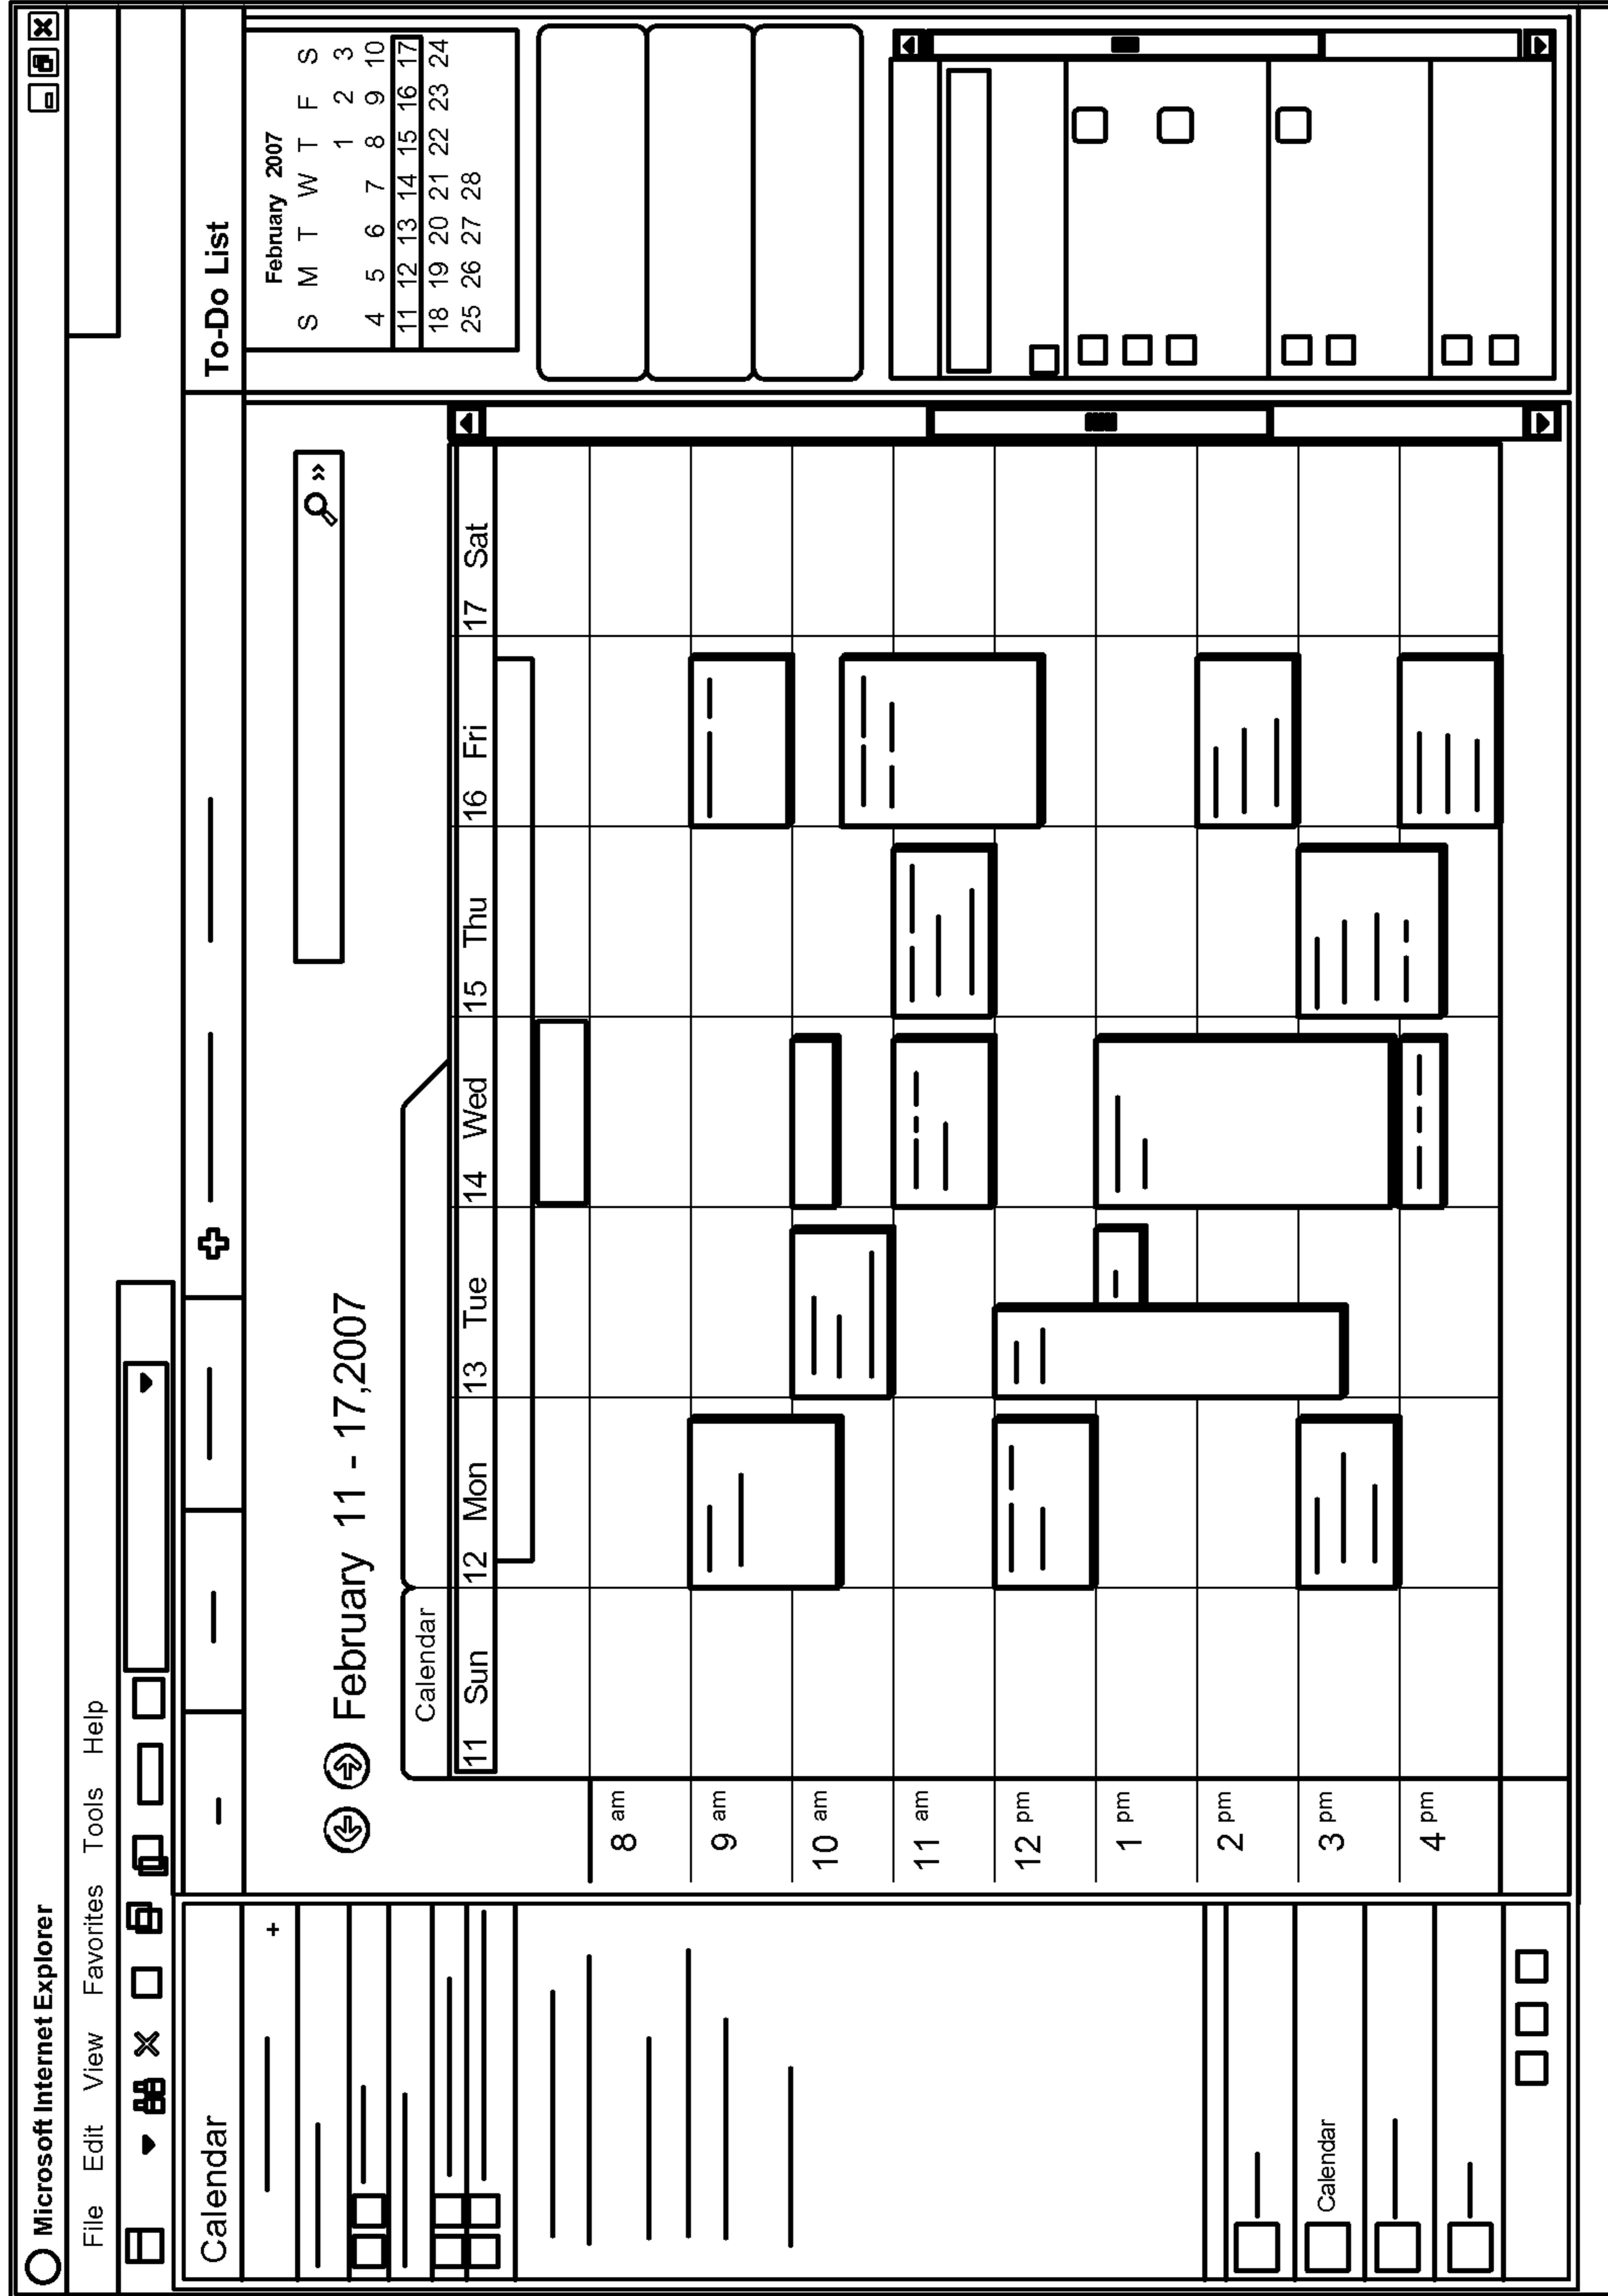 Microsoft Internet Explorer
File Edit View Favorites Tools Help
Calendar
To-Do List
+
February 11 - 17,2007
»
Calendar
11 Sun 12 Mon 13 Tue 14 Wed 15 Thu 16 Fri 17 Sat
8 am
9 am
10 am
11 am
12 pm
1 pm
2 pm
3 pm
4 pm
Calendar
February 2007
S M T W T F S
1 2 3
4 5 6 7 8 9 10
11 12 13 14 15 16 17
18 19 20 21 22 23 24
25 26 27 28